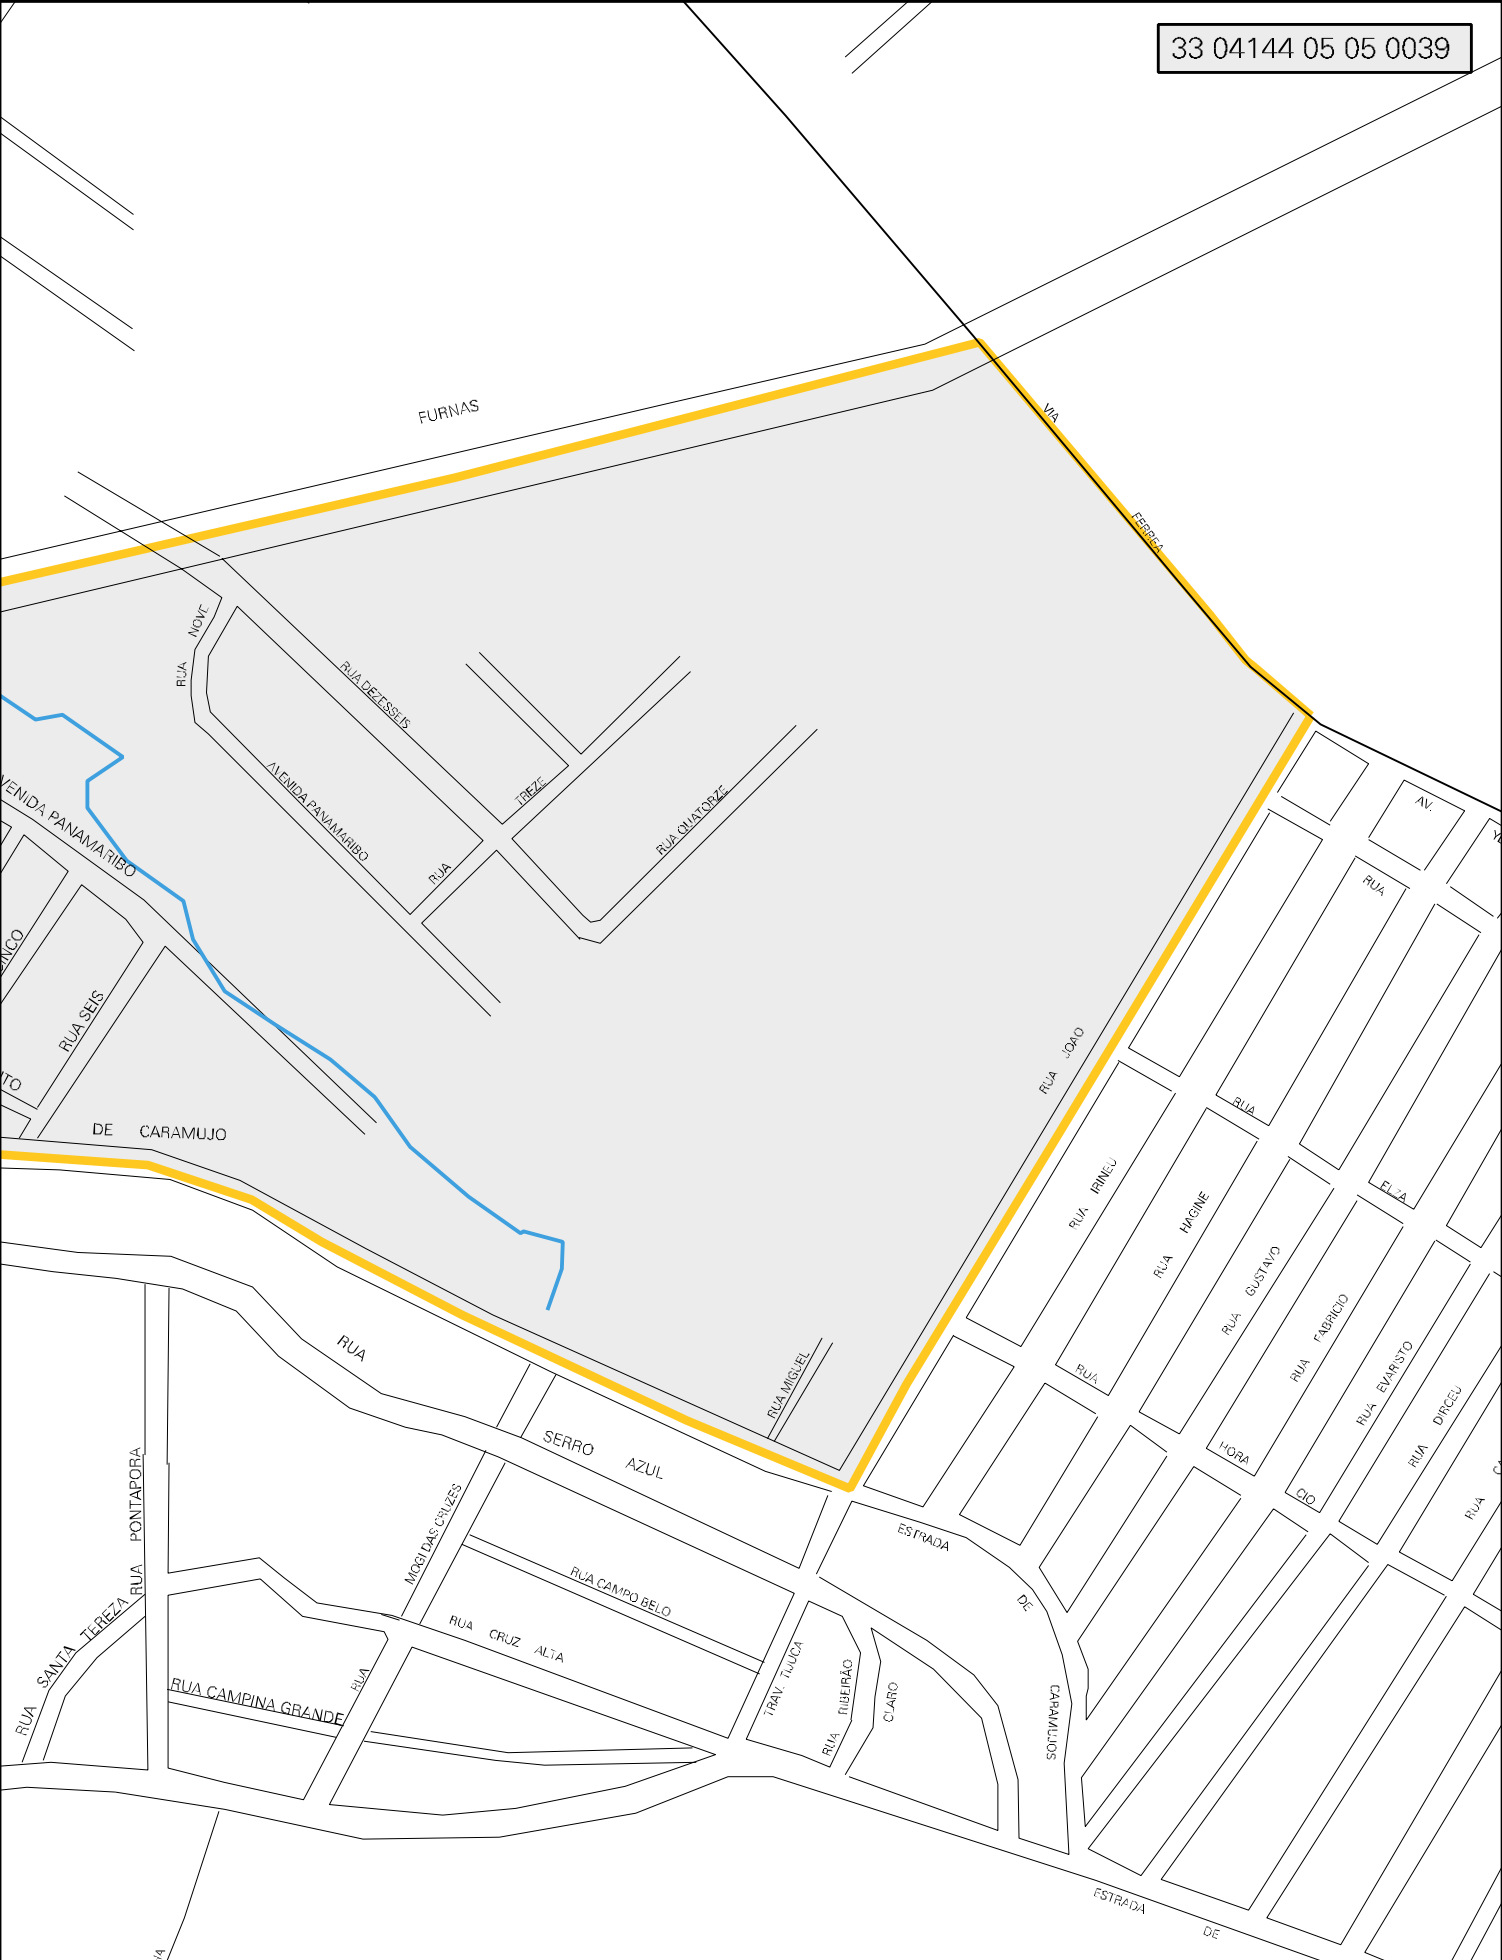 33 04144 05 05 0039
FURNAS
VIA
FERREA
RUA NOVE
RUA DEZESSEIS
AVENIDA PANAMARIBO
RUA TREZE
RUA QUATORZE
VENIDA PANAMARIBO
INCO
RUA SEIS
DE CARAMUJO
AV.
RUA
RUA JOAO
RUA
ELZA
RUA IRINEU
RUA HAGINE
RUA GUSTAVO
RUA FABRICIO
RUA EVARISTO
RUA DIRCEU
RUA
RUA
HORA
CIO
RUA MIGUEL
RUA
SERRO AZUL
ESTRADA
DE
CARAMUJOS
RUA PONTAPORA
RUA SANTA TEREZA
MOGI DAS CRUZES
RUA
RUA CAMPO BELO
RUA CRUZ ALTA
RUA CAMPINA GRANDE
TRAV. TIJUCA
RUA RIBEIRÃO
CLARO
ESTRADA DE